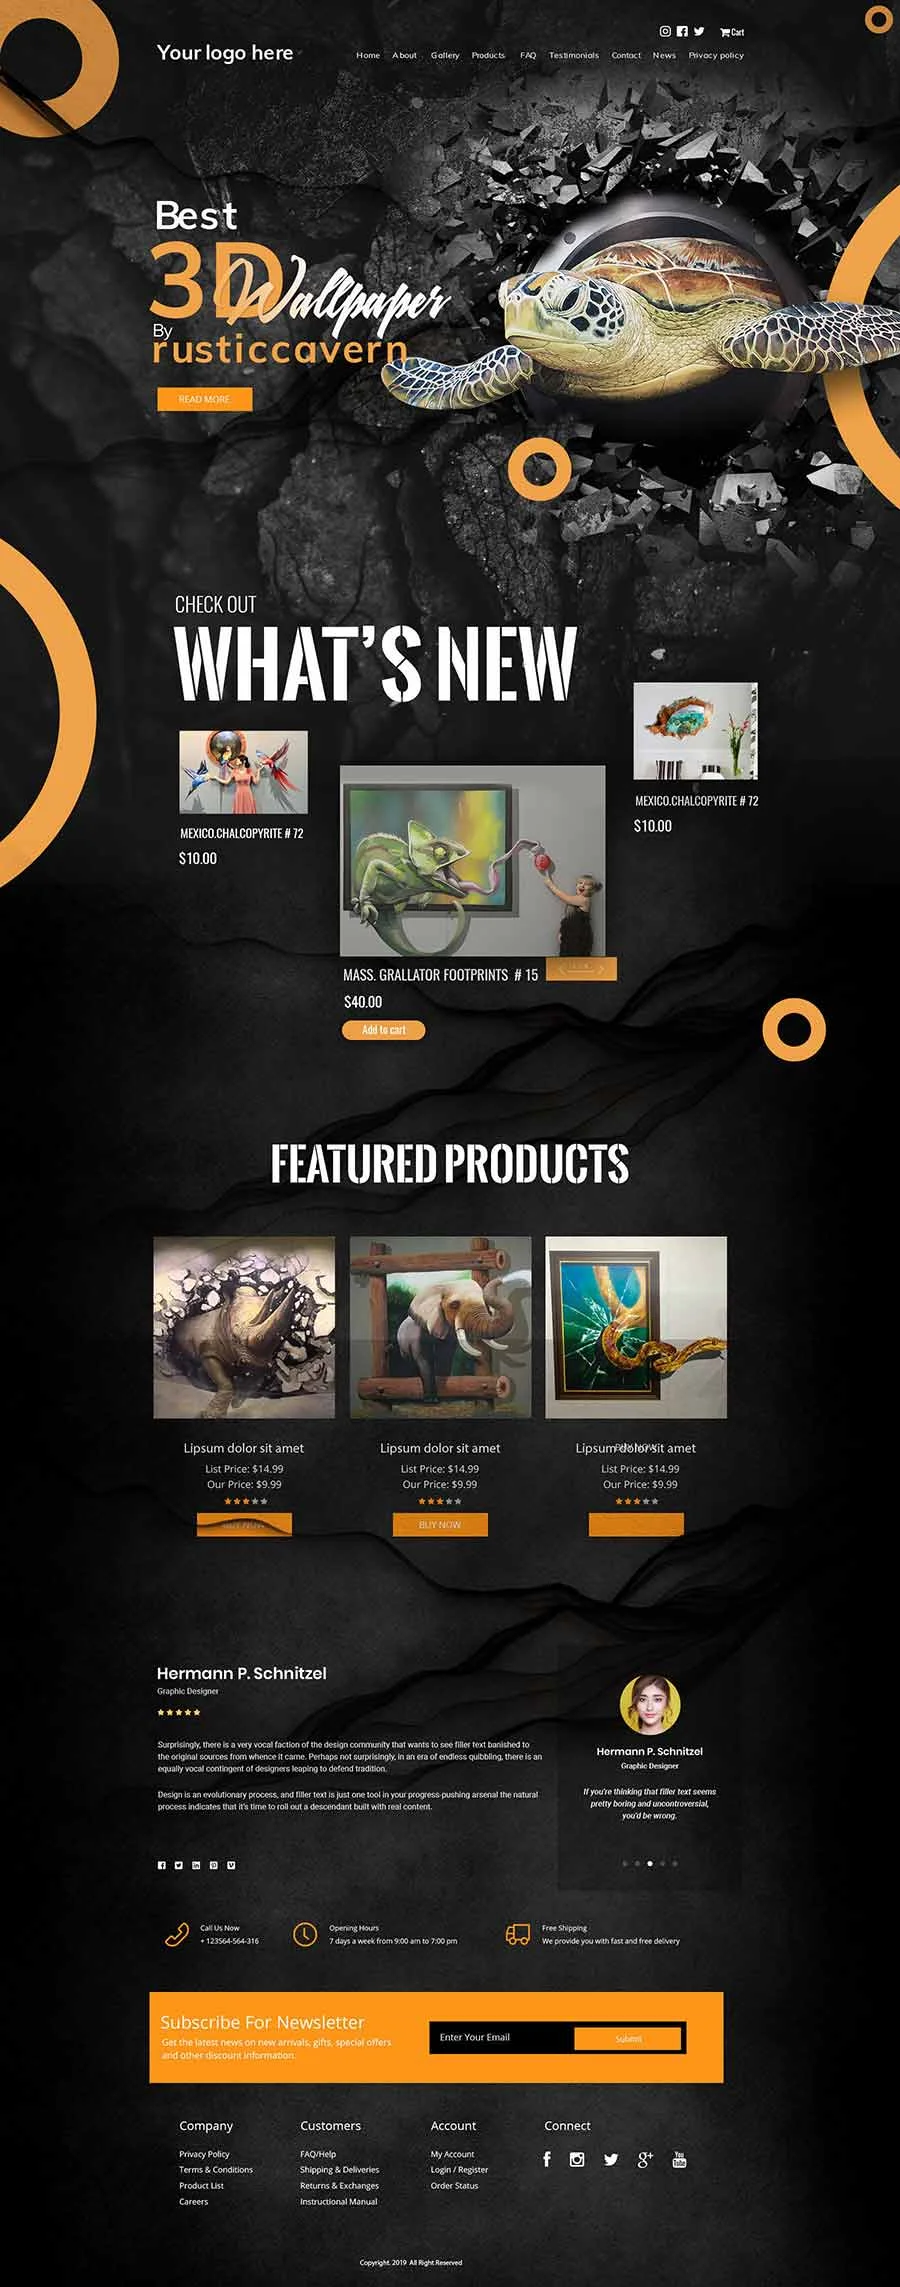 Cart
Your logo here
Home About Gallery Products FAQ Testimonials Contact News Privacy policy
Best
3D Wallpaper
By
rusticcavern
READ MORE
CHECK OUT
WHAT'S NEW
MEXICO.CHALCOPYRITE # 72
$10.00
MEXICO.CHALCOPYRITE # 72
$10.00
MASS. GRALLATOR FOOTPRINTS # 15
$40.00
Add to cart
FEATURED PRODUCTS
Lipsum dolor sit amet
List Price: $14.99
Our Price: $9.99
BUY NOW
Lipsum dolor sit amet
List Price: $14.99
Our Price: $9.99
BUY NOW
Lipsum dolor sit amet
BUY NOW
List Price: $14.99
Our Price: $9.99
Hermann P. Schnitzel
Graphic Designer
Surprisingly, there is a very vocal faction of the design community that wants to see filler text banished to
the original sources from whence it came. Perhaps not surprisingly, in an era of endless quibbling, there is an
equally vocal contingent of designers leaping to defend tradition.
Design is an evolutionary process, and filler text is just one tool in your progress-pushing arsenal the natural
process indicates that it's time to roll out a descendant built with real content.
Hermann P. Schnitzel
Graphic Designer
If you're thinking that filler text seems
pretty boring and uncontroversial,
you'd be wrong.
Call Us Now
+ 123564-564-316
Opening Hours
7 days a week from 9:00 am to 7:00 pm
Free Shipping
We provide you with fast and free delivery
Subscribe For Newsletter
Get the latest news on new arrivals, gifts, special offers
and other discount information.
Enter Your Email
Submit
Company
Privacy Policy
Terms & Conditions
Product List
Careers
Customers
FAQ/Help
Shipping & Deliveries
Returns & Exchanges
Instructional Manual
Account
My Account
Login / Register
Order Status
Connect
You
Tube
Copyright. 2019 All Right Reserved